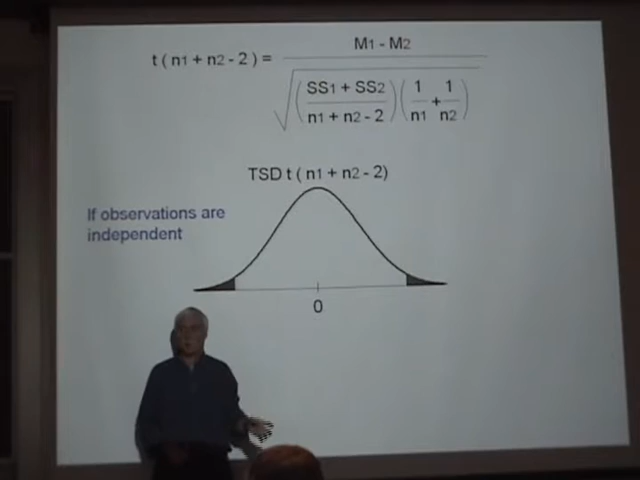 t ( n1 + n2 - 2 ) = M1 - M2
√ ( SS1 + SS2 / n1 + n2 - 2 ) ( 1 / n1 + 1 / n2 )
TSD t ( n1 + n2 - 2)
If observations are
independent
0